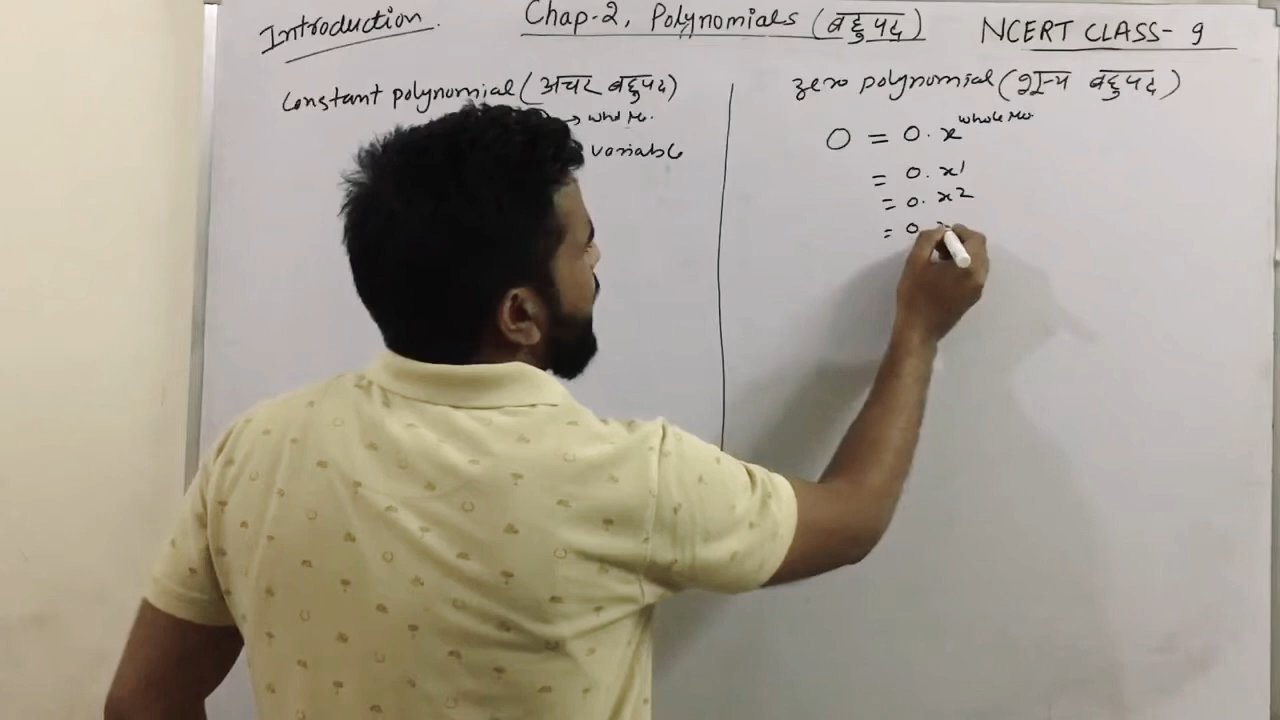 Introduction.
Chap-2, Polynomials (बहुपद)
NCERT CLASS- 9
Constant polynomial (अचर बहुपद)
→ whole No.
variable
zero polynomial (शून्य बहुपद)
0 = 0. x whole No.
= 0. x1
= 0. x2
= 0.